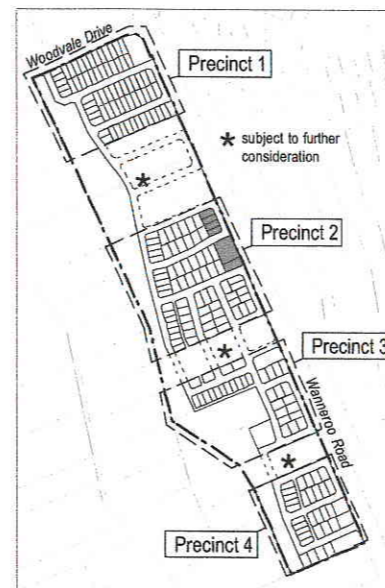 Woodvale Drive
Precinct 1
* subject to further
consideration
*
Precinct 2
Precinct 3
*
Wanneroo Road
*
Precinct 4